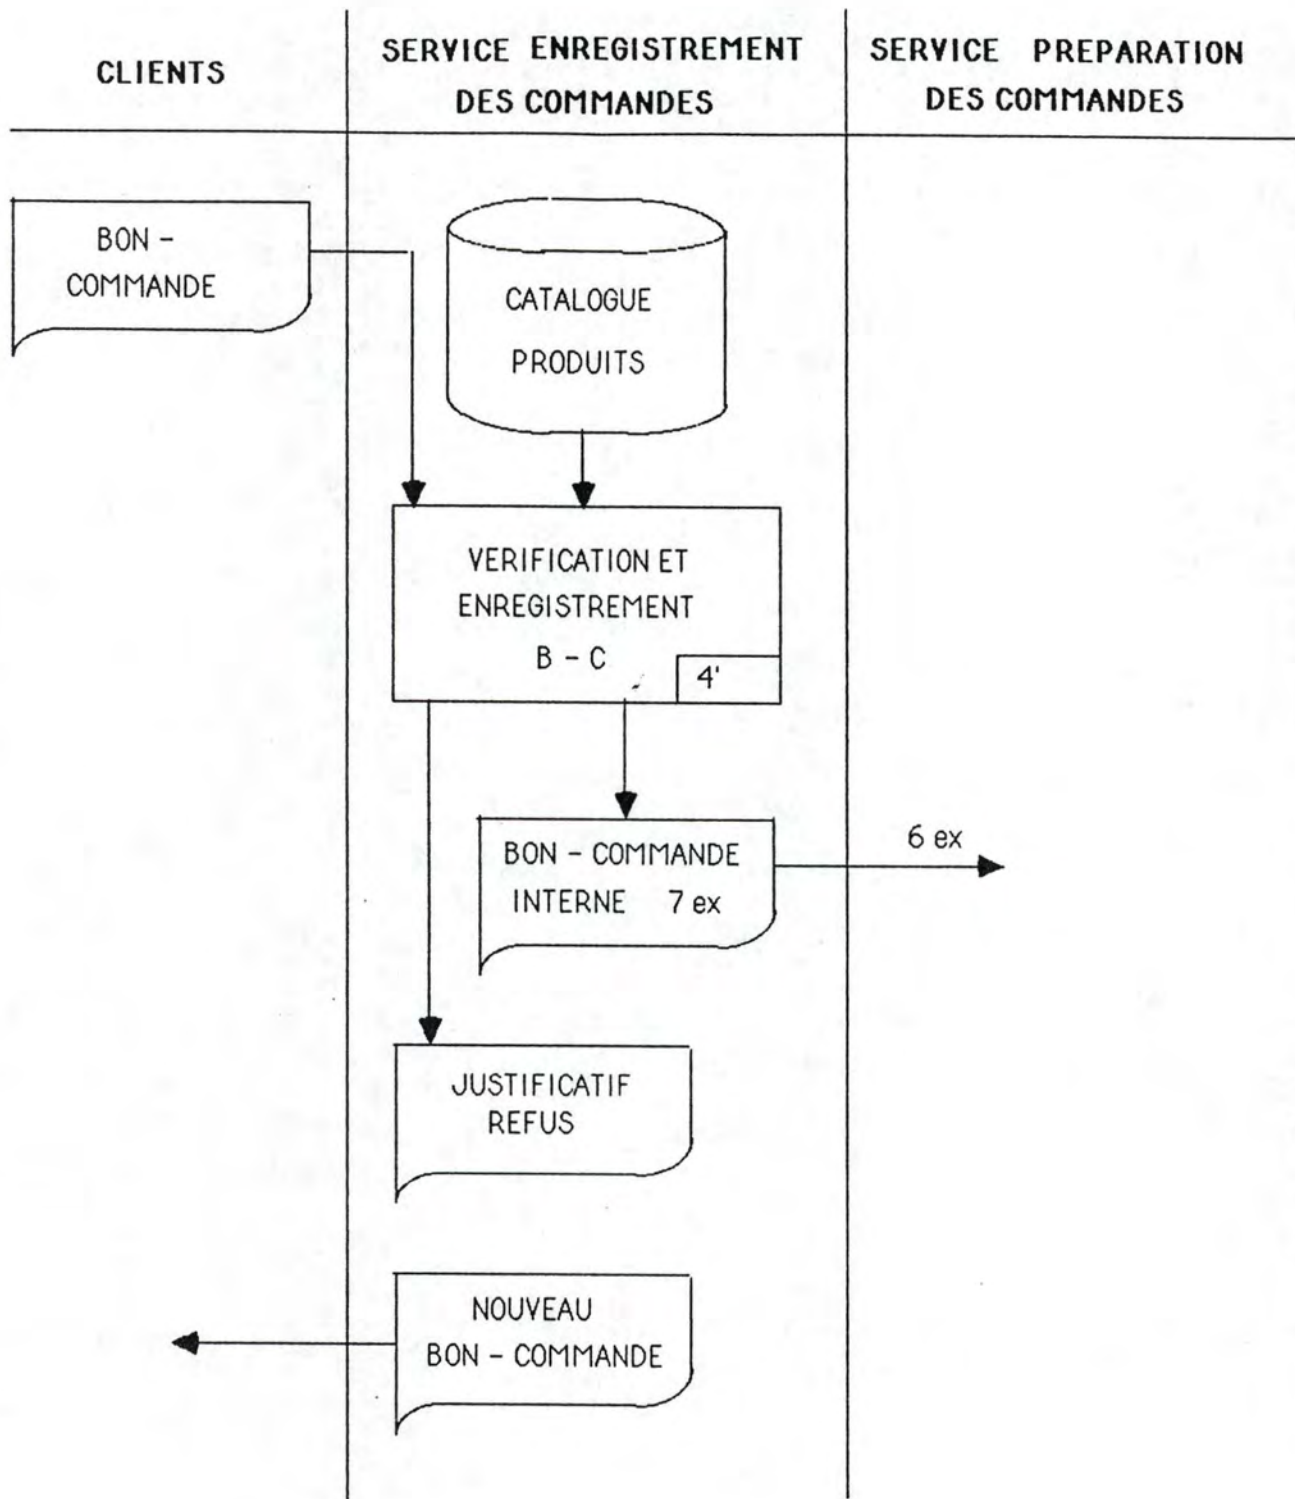 CLIENTS
SERVICE ENREGISTREMENT
DES COMMANDES
SERVICE PREPARATION
DES COMMANDES
BON -
COMMANDE
CATALOGUE
PRODUITS
VERIFICATION ET
ENREGISTREMENT
B - C
4'
BON - COMMANDE
INTERNE 7 ex
6 ex
JUSTIFICATIF
REFUS
NOUVEAU
BON - COMMANDE